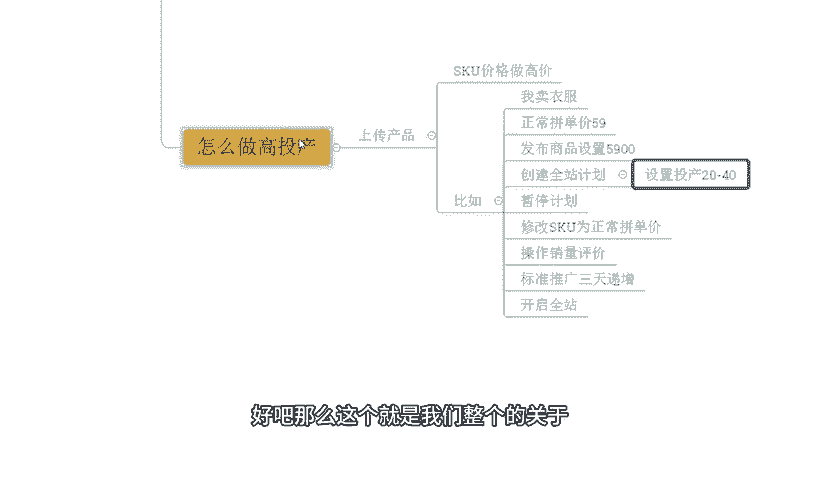 SKU价格做高价
我卖衣服
上传产品
正常拼单价59
怎么做高投产
发布商品设置5900
创建全站计划
设置投产20-40
比如
暂停计划
修改SKU为正常拼单价
操作销量评价
标准推广三天递增
开启全站
好吧那么这个就是我们整个的关于